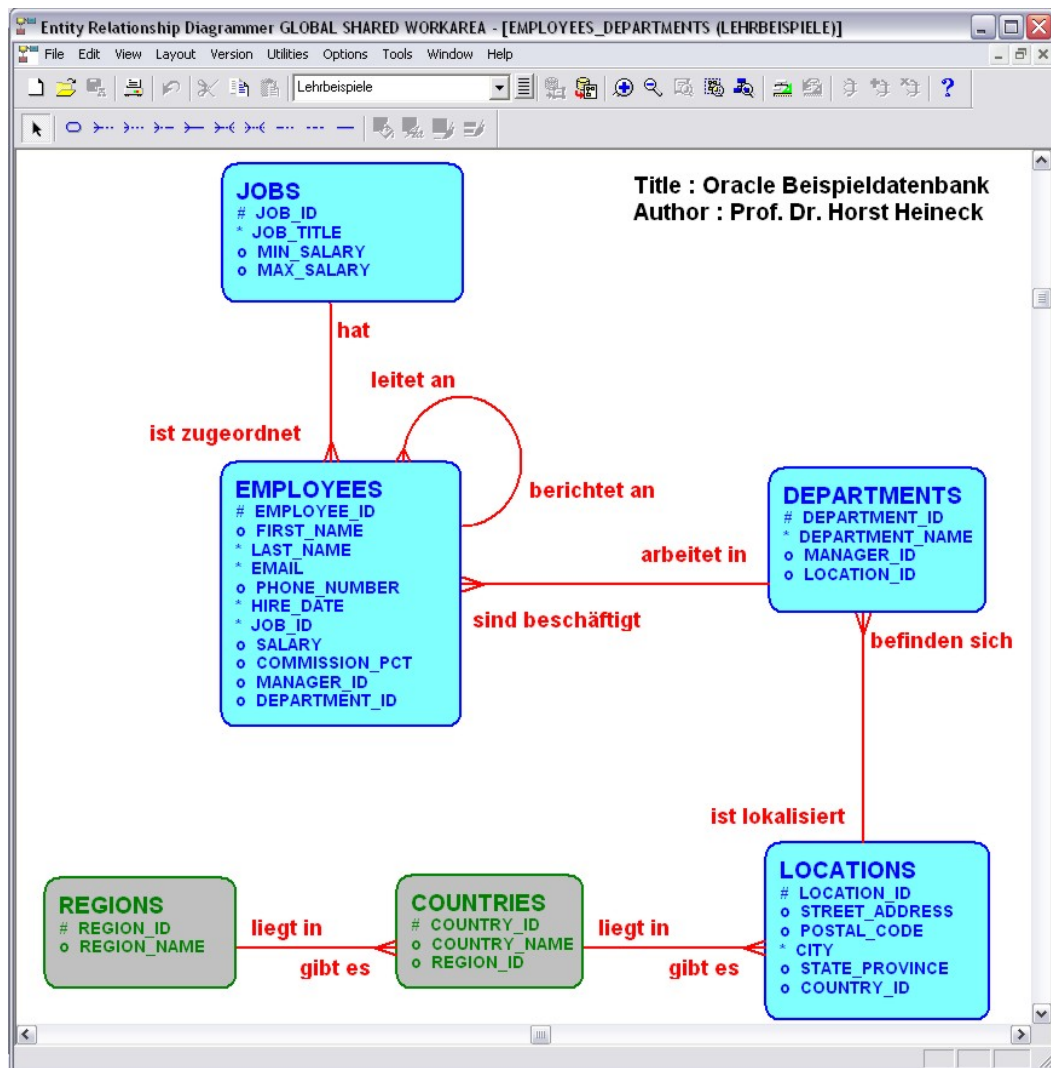 Entity Relationship Diagrammer GLOBAL SHARED WORKAREA - [EMPLOYEES_DEPARTMENTS (LEHRBEISPIELE)]
File Edit View Layout Version Utilities Options Tools Window Help
Lehrbeispiele
Title : Oracle Beispieldatenbank
Author : Prof. Dr. Horst Heineck
JOBS
# JOB_ID
* JOB_TITLE
o MIN_SALARY
o MAX_SALARY
hat
leitet an
ist zugeordnet
berichtet an
EMPLOYEES
# EMPLOYEE_ID
o FIRST_NAME
* LAST_NAME
* EMAIL
o PHONE_NUMBER
* HIRE_DATE
* JOB_ID
o SALARY
o COMMISSION_PCT
o MANAGER_ID
o DEPARTMENT_ID
arbeitet in
sind beschäftigt
DEPARTMENTS
# DEPARTMENT_ID
* DEPARTMENT_NAME
o MANAGER_ID
o LOCATION_ID
befinden sich
ist lokalisiert
REGIONS
# REGION_ID
o REGION_NAME
liegt in
gibt es
COUNTRIES
# COUNTRY_ID
o COUNTRY_NAME
o REGION_ID
liegt in
gibt es
LOCATIONS
# LOCATION_ID
o STREET_ADDRESS
o POSTAL_CODE
* CITY
o STATE_PROVINCE
o COUNTRY_ID